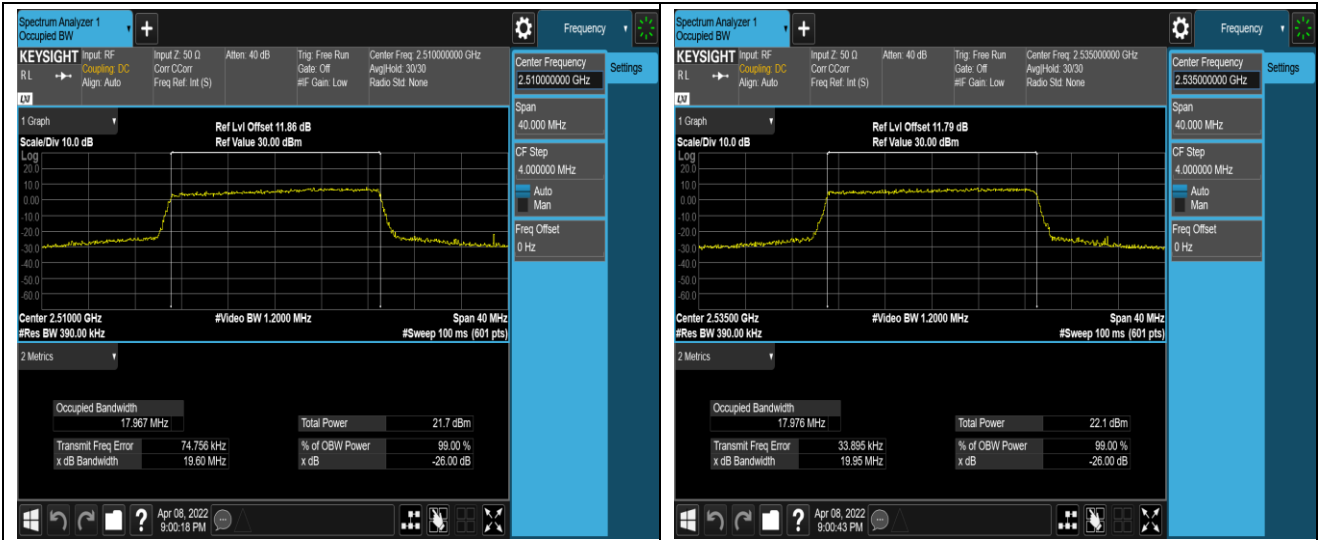 Spectrum Analyzer 1
Occupied BW
Frequency
KEYSIGHT
Input: RF
Coupling: DC
Align: Auto
Input Z: 50 Ω
Corr CCorr
Freq Ref: Int (S)
Atten: 40 dB
Trig: Free Run
Gate: Off
#IF Gain: Low
Center Freq: 2.510000000 GHz
Avg|Hold: 30/30
Radio Std: None
RL
LXI
Center Frequency
2.510000000 GHz
Settings
Span
40.000 MHz
CF Step
4.000000 MHz
Auto
Man
Freq Offset
0 Hz
1 Graph
Scale/Div 10.0 dB
Ref Lvl Offset 11.86 dB
Ref Value 30.00 dBm
Log
20.0
10.0
0.00
-10.0
-20.0
-30.0
-40.0
-50.0
-60.0
Center 2.51000 GHz
#Res BW 390.00 kHz
#Video BW 1.2000 MHz
Span 40 MHz
#Sweep 100 ms (601 pts)
2 Metrics
Occupied Bandwidth
17.967 MHz
Transmit Freq Error 74.756 kHz
x dB Bandwidth 19.60 MHz
Total Power 21.7 dBm
% of OBW Power 99.00 %
x dB -26.00 dB
?
Apr 08, 2022
9:00:18 PM
Spectrum Analyzer 1
Occupied BW
Frequency
KEYSIGHT
Input: RF
Coupling: DC
Align: Auto
Input Z: 50 Ω
Corr CCorr
Freq Ref: Int (S)
Atten: 40 dB
Trig: Free Run
Gate: Off
#IF Gain: Low
Center Freq: 2.535000000 GHz
Avg|Hold: 30/30
Radio Std: None
RL
LXI
Center Frequency
2.535000000 GHz
Settings
Span
40.000 MHz
CF Step
4.000000 MHz
Auto
Man
Freq Offset
0 Hz
1 Graph
Scale/Div 10.0 dB
Ref Lvl Offset 11.79 dB
Ref Value 30.00 dBm
Log
20.0
10.0
0.00
-10.0
-20.0
-30.0
-40.0
-50.0
-60.0
Center 2.53500 GHz
#Res BW 390.00 kHz
#Video BW 1.2000 MHz
Span 40 MHz
#Sweep 100 ms (601 pts)
2 Metrics
Occupied Bandwidth
17.976 MHz
Transmit Freq Error 33.895 kHz
x dB Bandwidth 19.95 MHz
Total Power 22.1 dBm
% of OBW Power 99.00 %
x dB -26.00 dB
?
Apr 08, 2022
9:00:43 PM